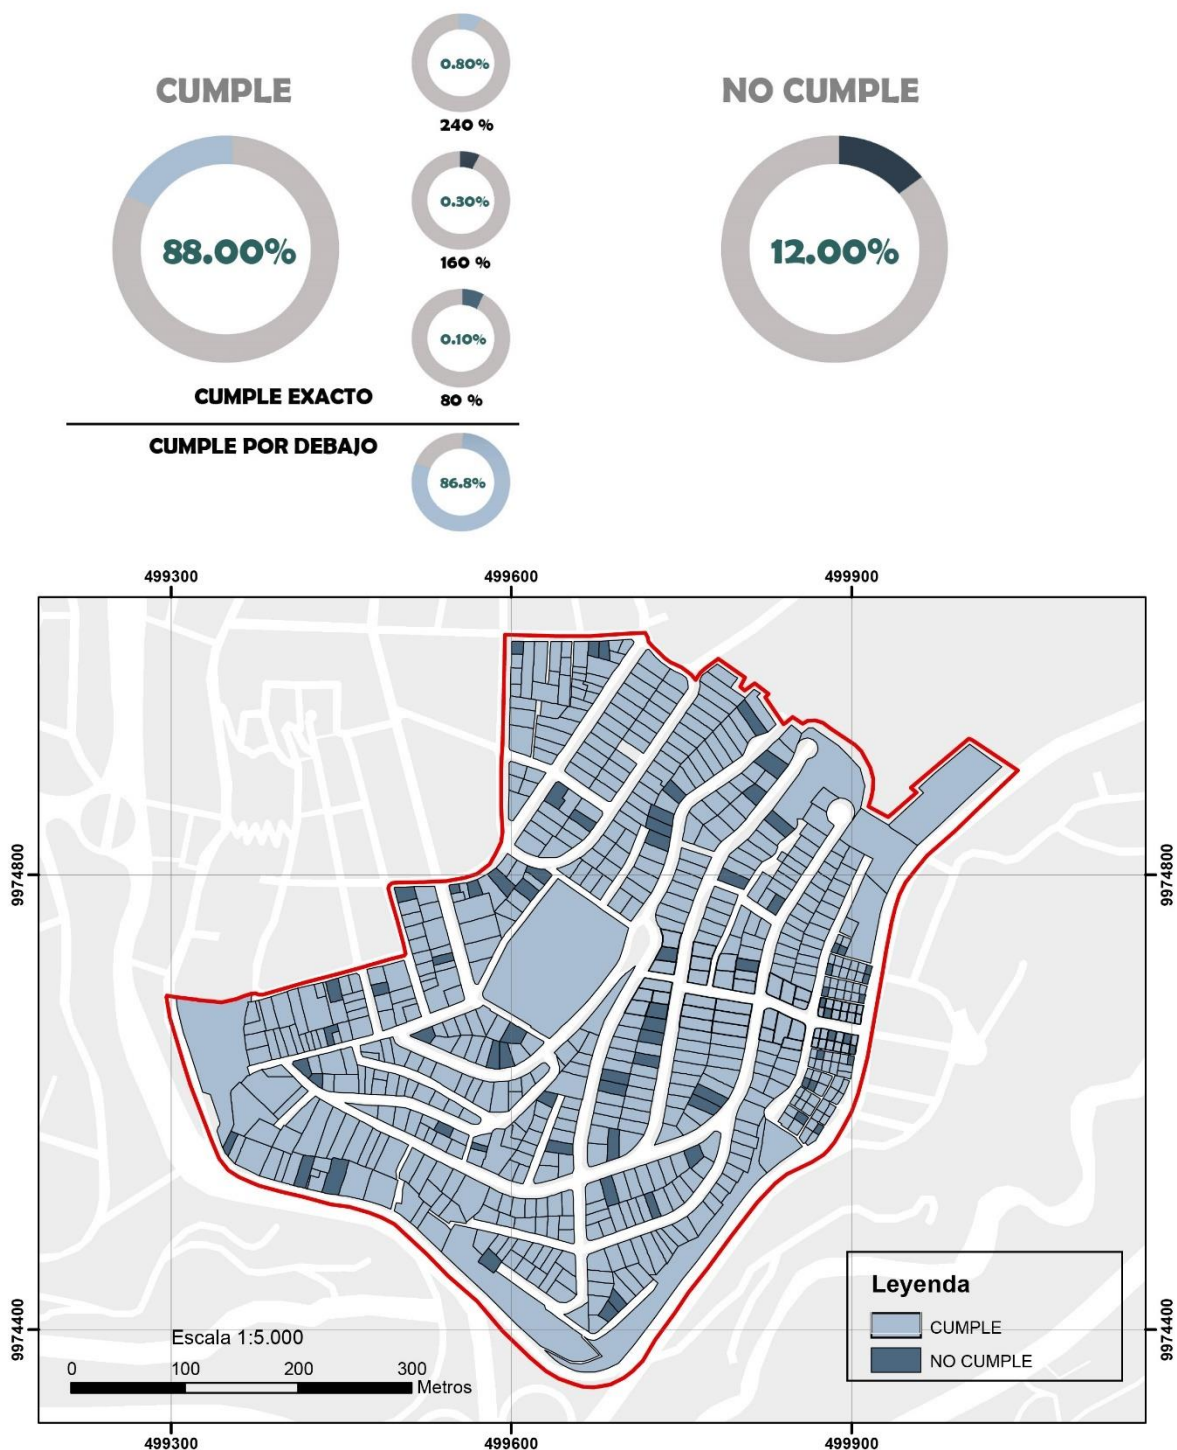 CUMPLE
88.00%
0.80%
240 %
0.30%
160 %
0.10%
80 %
CUMPLE EXACTO
CUMPLE POR DEBAJO
86.8%
NO CUMPLE
12.00%
499300
499600
499900
9974800
9974800
9974400
9974400
Escala 1:5.000
0 100 200 300
Metros
Leyenda
CUMPLE
NO CUMPLE
499300
499600
499900